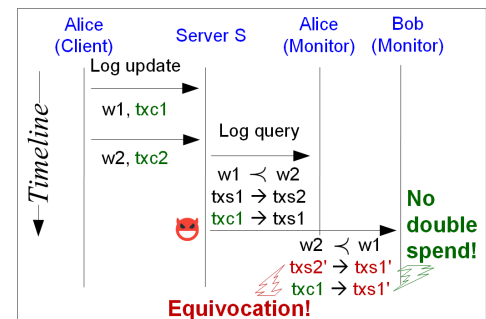 Alice
(Client)
Server S
Alice
(Monitor)
Bob
(Monitor)
Timeline
Log update
w1, txc1
w2, txc2
Log query
w1 ≺ w2
txs1 → txs2
txc1 → txs1
w2 ≺ w1
txs2' → txs1'
txc1 → txs1'
No
double
spend!
Equivocation!